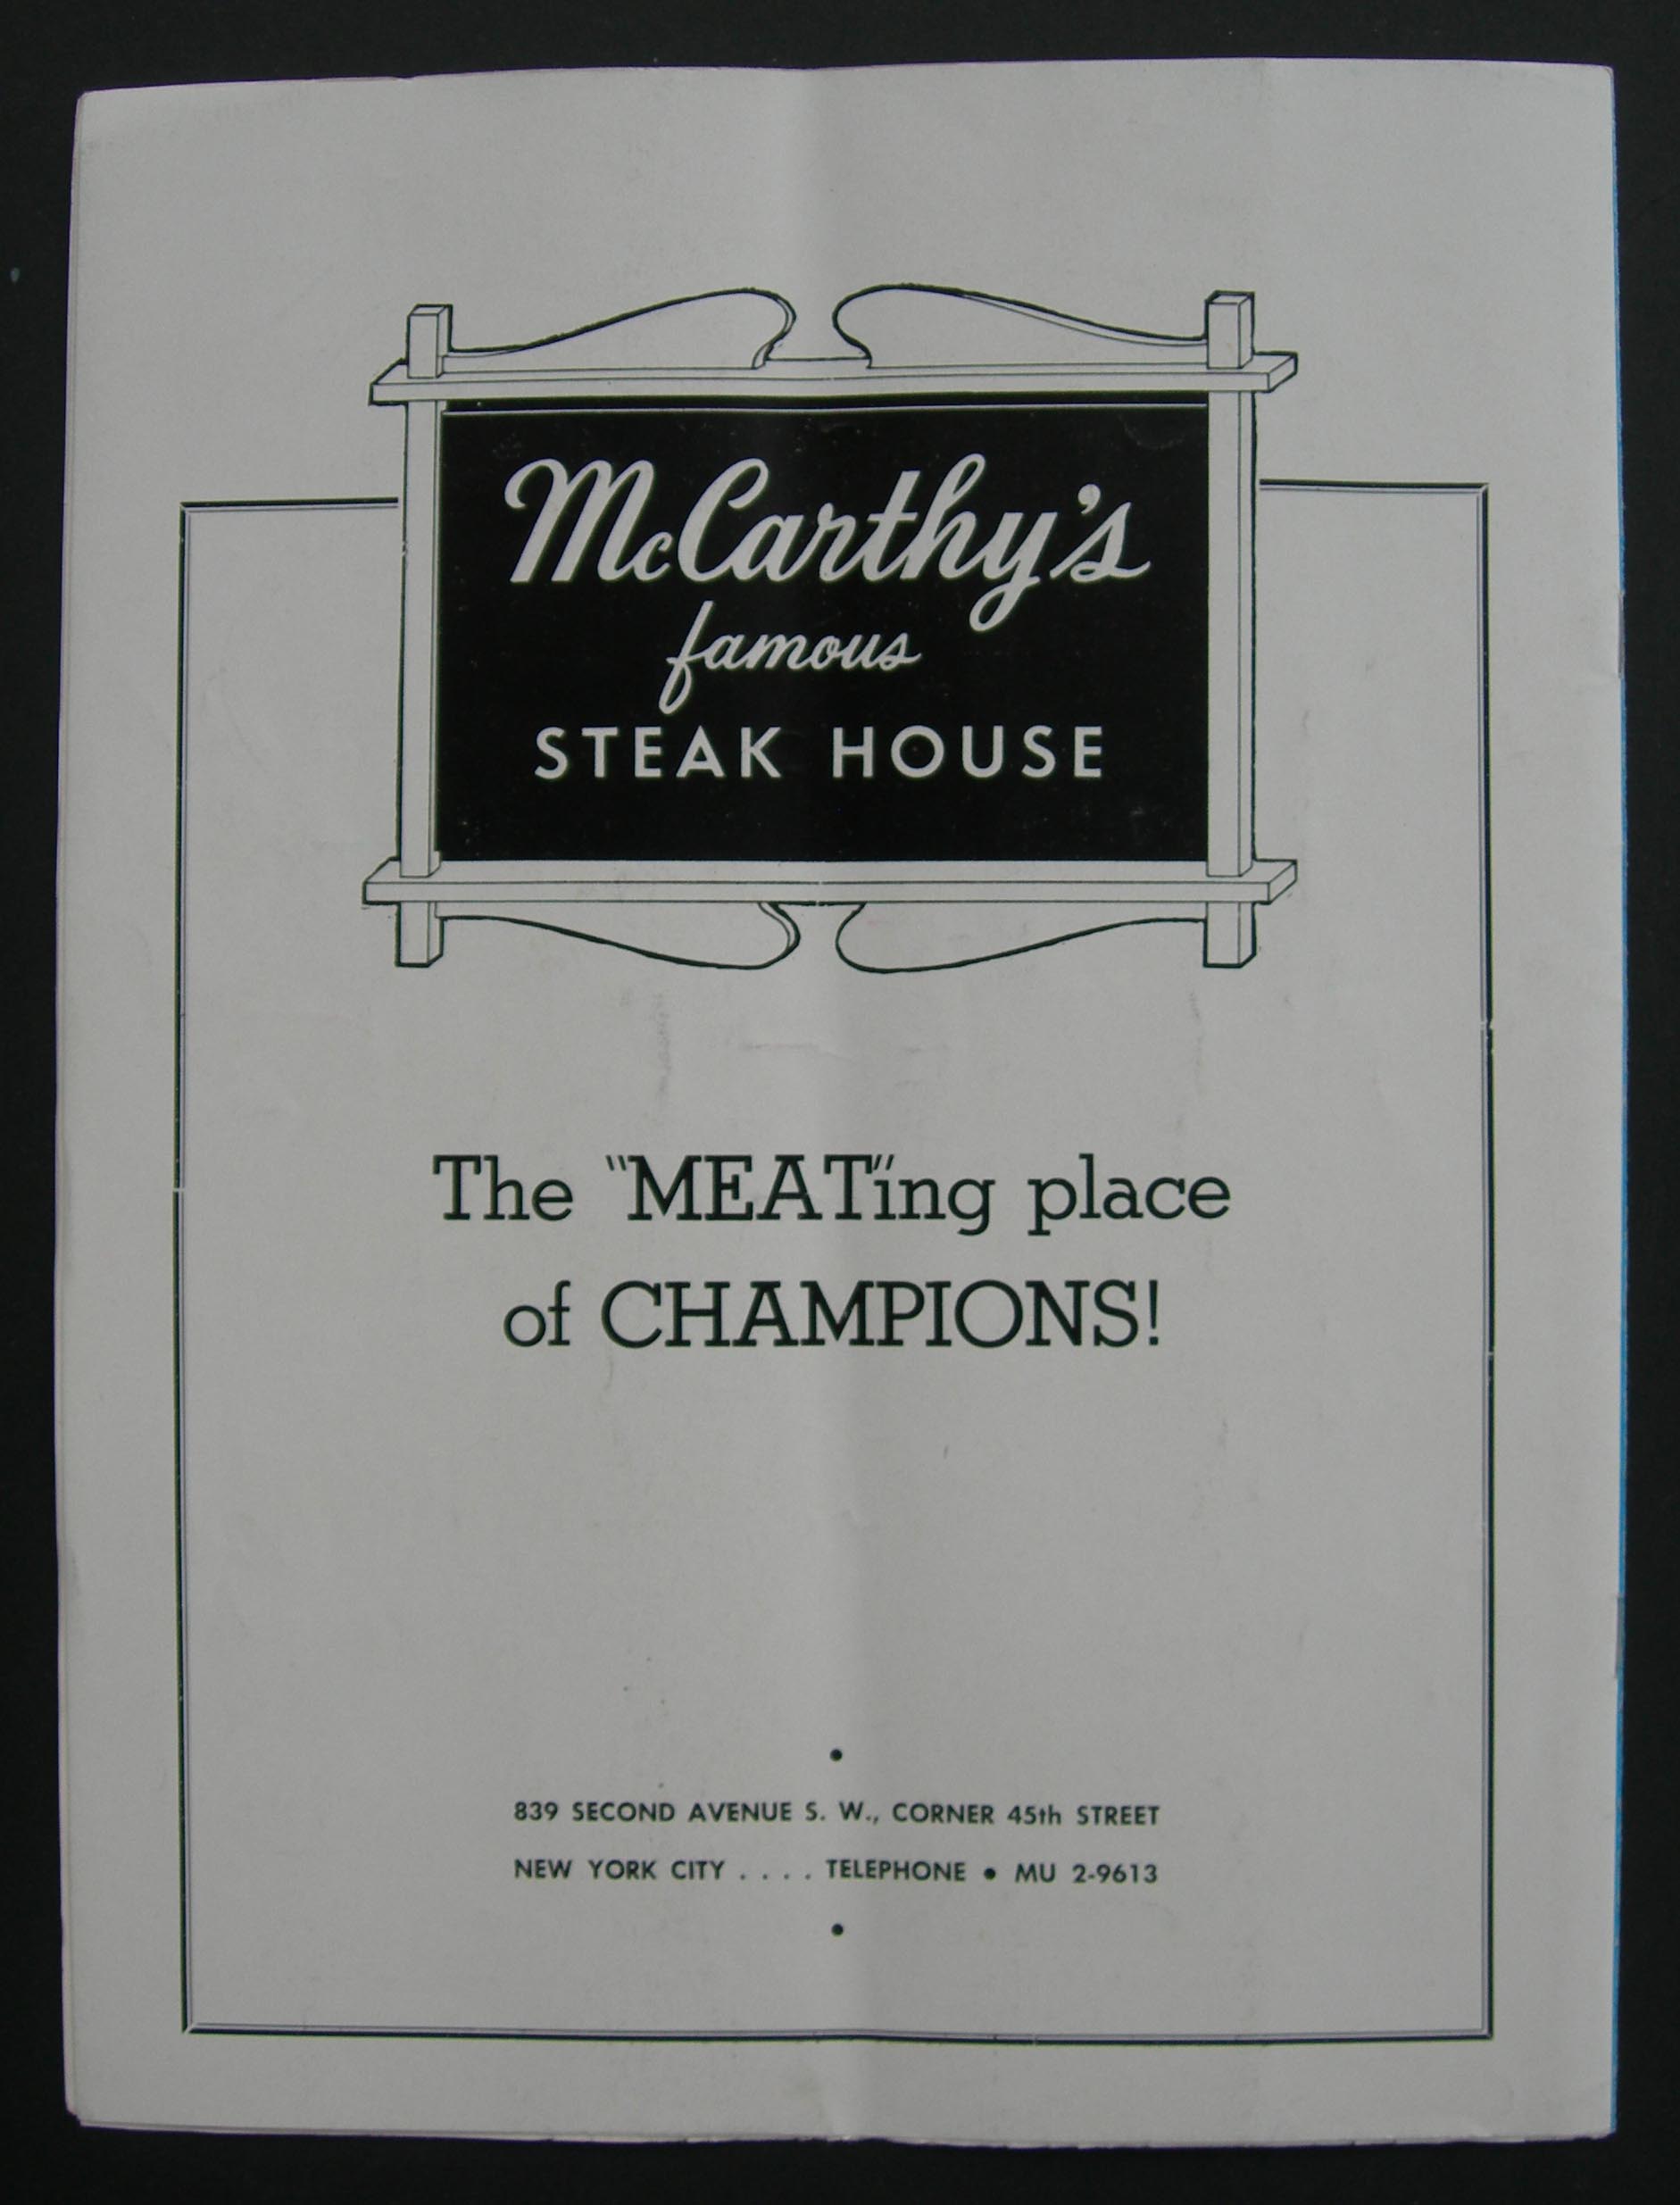 McCarthy's
famous
STEAK HOUSE
The "MEAT"ing place
of CHAMPIONS!
•
839 SECOND AVENUE S. W., CORNER 45th STREET
NEW YORK CITY . . . . TELEPHONE • MU 2-9613
•